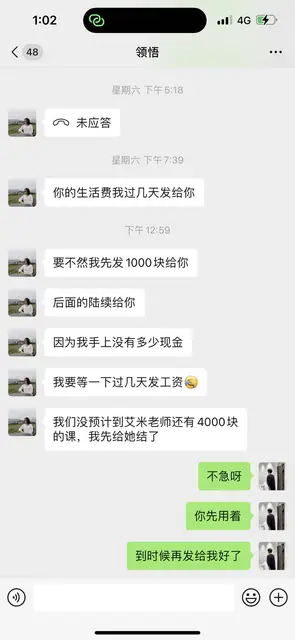 1:02
4G
48
领悟
星期六 下午 5:18
未应答
星期六 下午 7:39
你的生活费我过几天发给你
下午 12:59
要不然我先发1000块给你
后面的陆续给你
因为我手上没有多少现金
我要等一下过几天发工资
我们没预计到艾米老师还有4000块
的课，我先给她结了
不急呀
你先用着
到时候再发给我好了